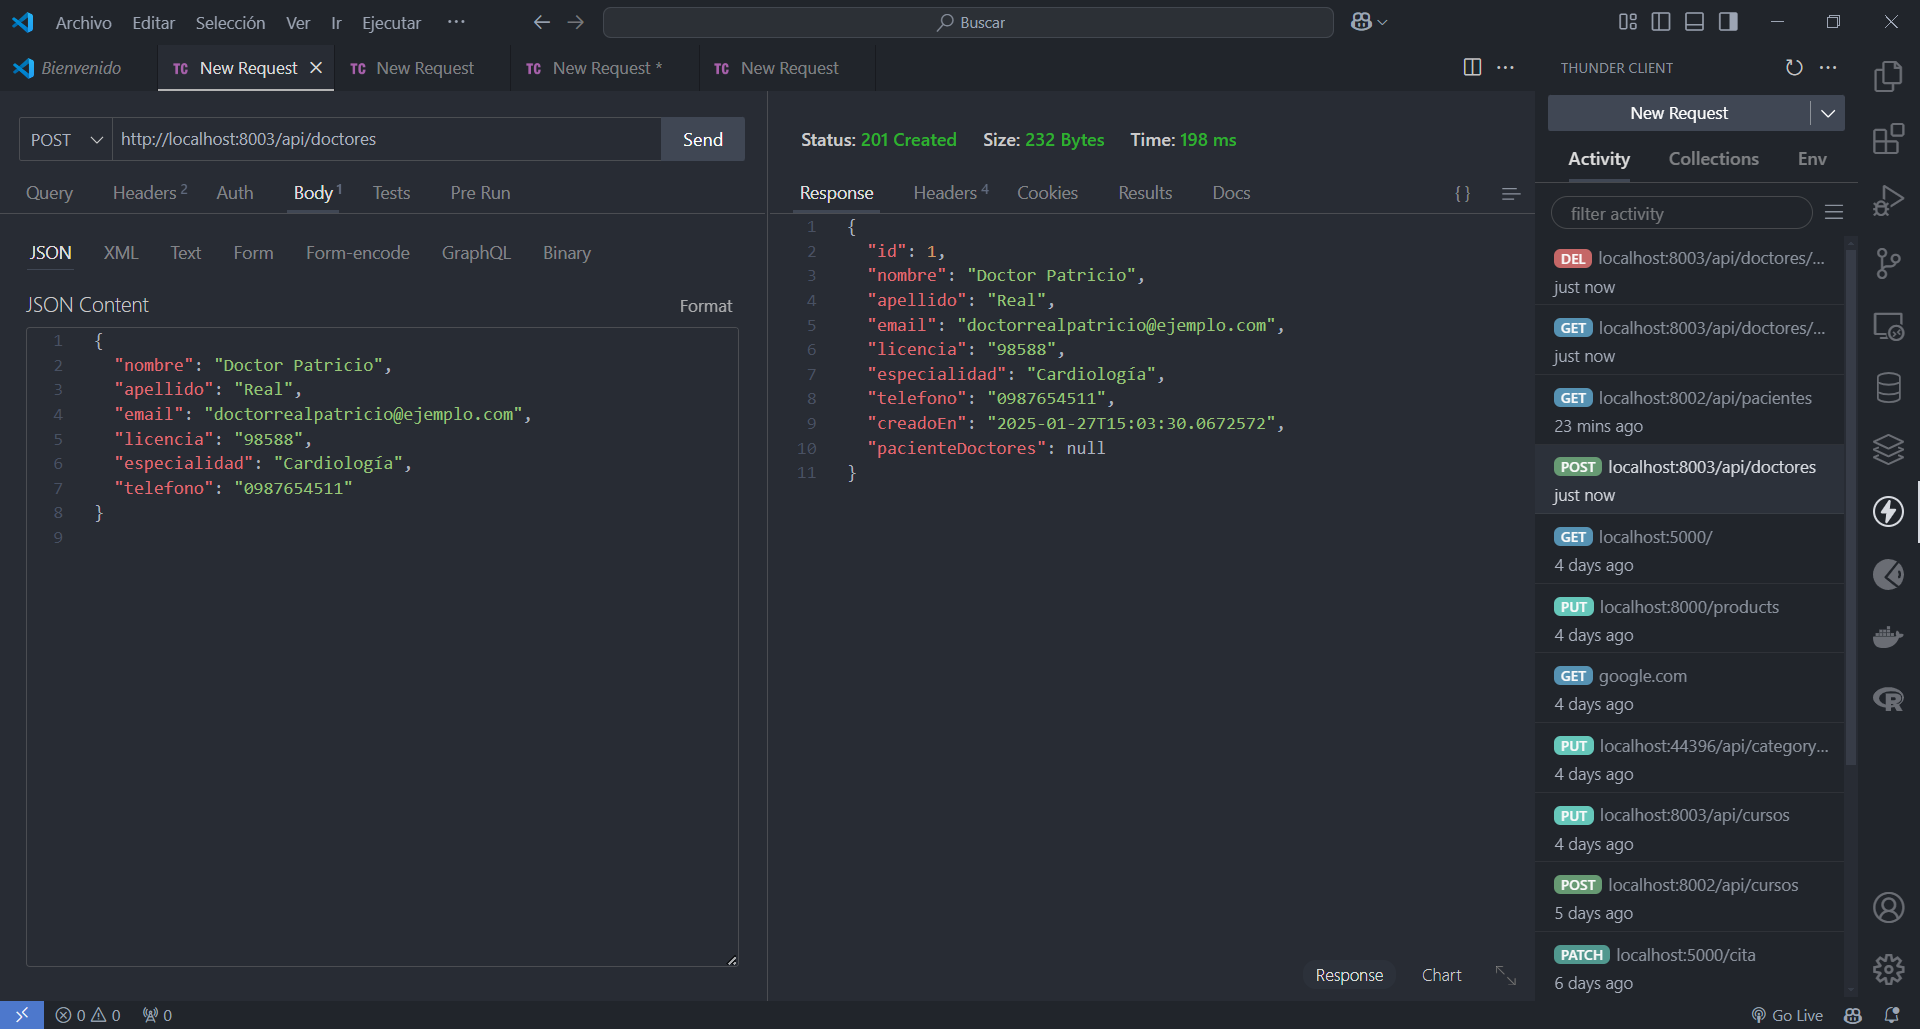 Archivo Editar Selección Ver Ir Ejecutar ··· Buscar
Bienvenido TC New Request TC New Request TC New Request * TC New Request
POST http://localhost:8003/api/doctores Send
Query Headers 2 Auth Body 1 Tests Pre Run
JSON XML Text Form Form-encode GraphQL Binary
JSON Content Format
1 {
2 "nombre": "Doctor Patricio",
3 "apellido": "Real",
4 "email": "doctorrealpatricio@ejemplo.com",
5 "licencia": "98588",
6 "especialidad": "Cardiología",
7 "telefono": "0987654511"
8 }
9
Status: 201 Created Size: 232 Bytes Time: 198 ms
Response Headers 4 Cookies Results Docs { }
1 {
2 "id": 1,
3 "nombre": "Doctor Patricio",
4 "apellido": "Real",
5 "email": "doctorrealpatricio@ejemplo.com",
6 "licencia": "98588",
7 "especialidad": "Cardiología",
8 "telefono": "0987654511",
9 "creadoEn": "2025-01-27T15:03:30.0672572",
10 "pacienteDoctores": null
11 }
Response Chart
THUNDER CLIENT
New Request
Activity Collections Env
filter activity
DEL localhost:8003/api/doctores/...
just now
GET localhost:8003/api/doctores/...
just now
GET localhost:8002/api/pacientes
23 mins ago
POST localhost:8003/api/doctores
just now
GET localhost:5000/
4 days ago
PUT localhost:8000/products
4 days ago
GET google.com
4 days ago
PUT localhost:44396/api/category...
4 days ago
PUT localhost:8003/api/cursos
4 days ago
POST localhost:8002/api/cursos
5 days ago
PATCH localhost:5000/cita
6 days ago
0 0 0 Go Live